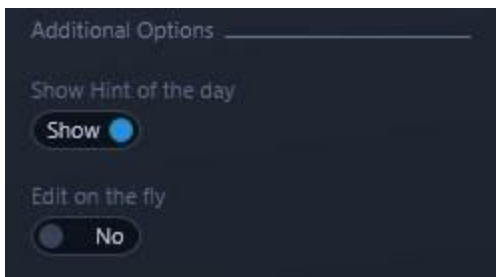 Additional Options
Show Hint of the day
Show
Edit on the fly
No